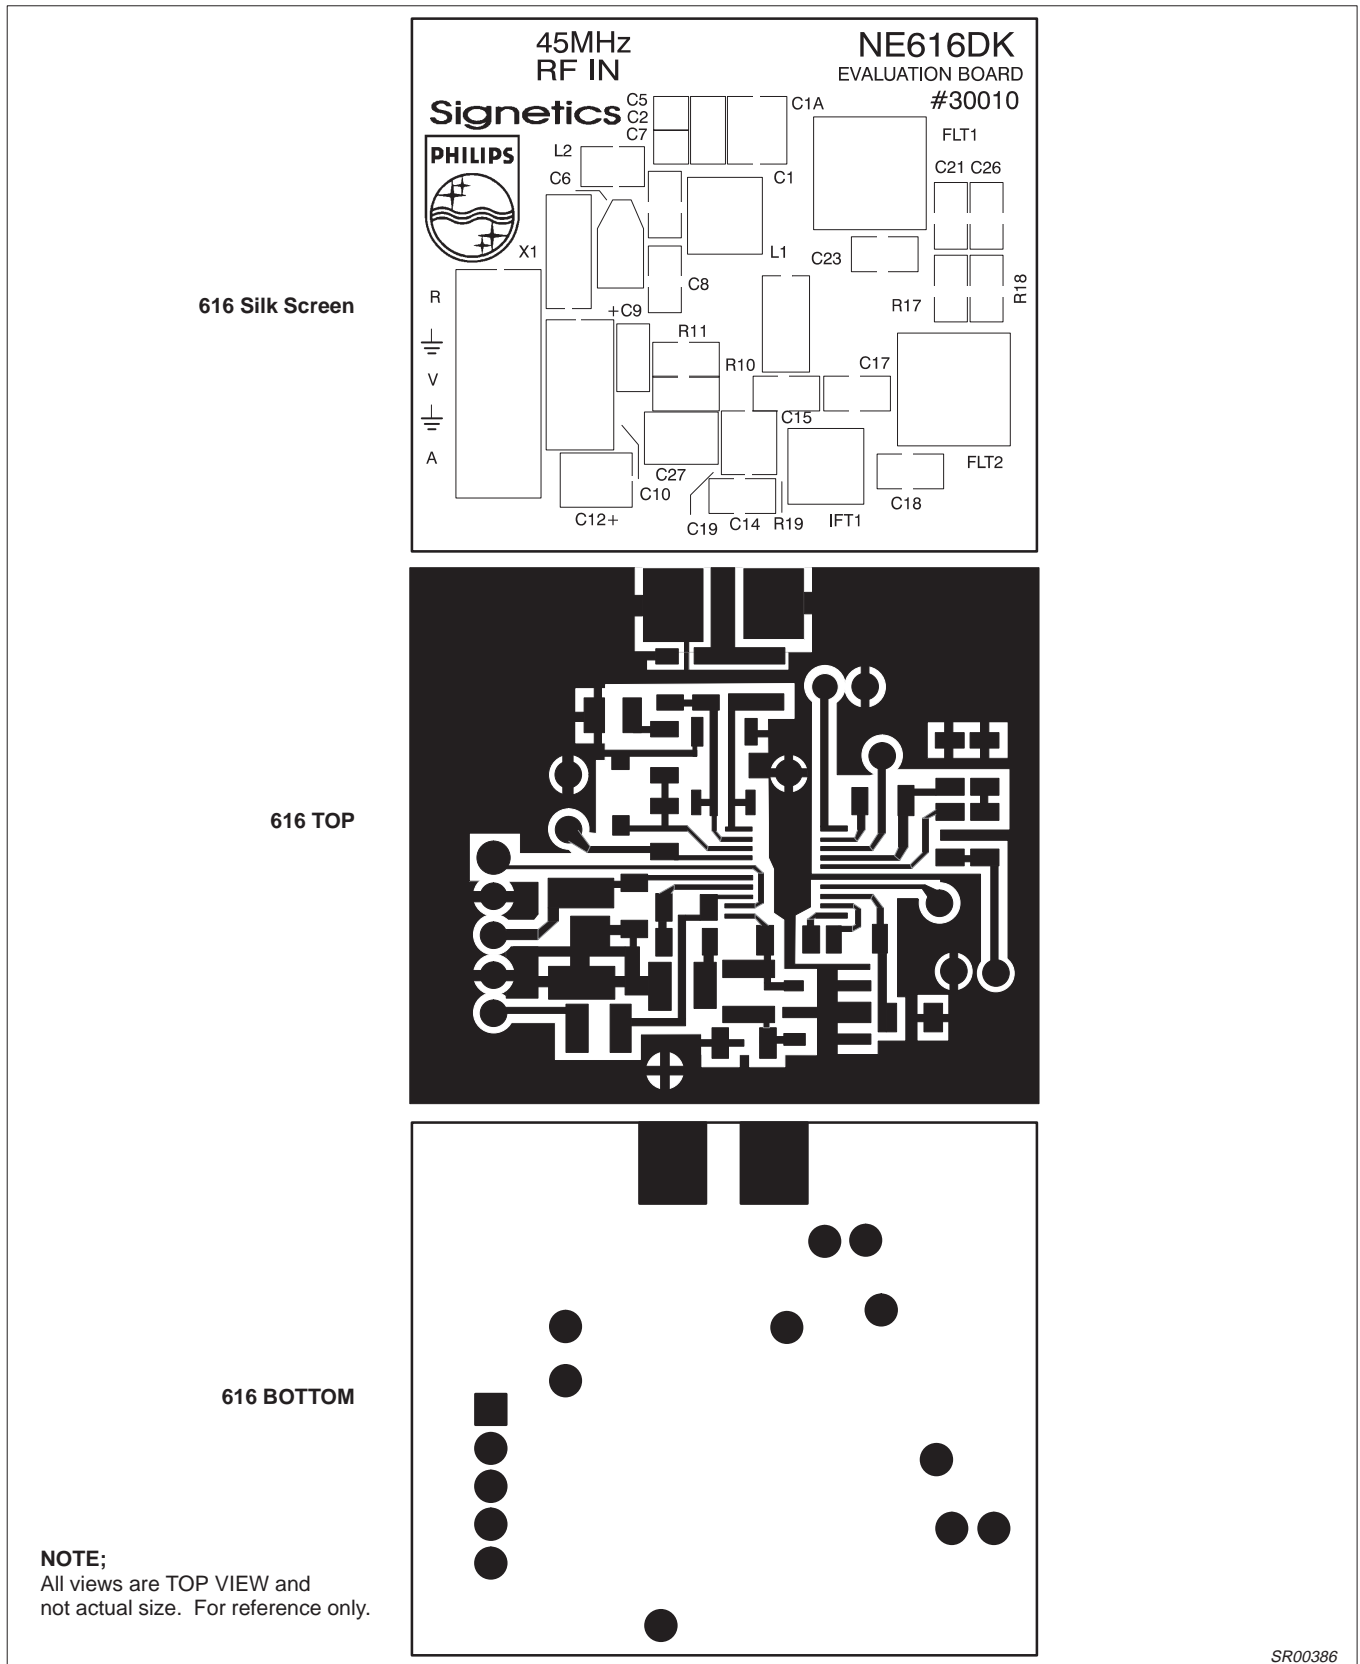 45MHz
RF IN
NE616DK
EVALUATION BOARD
#30010
Signetics
PHILIPS
C5
C2
C7
C1A
FLT1
L2
C6
C1
C21 C26
X1
L1
C23
C8
616 Silk Screen
R
R17
R18
+C9
R11
R10
C17
V
C15
A
C27
C10
FLT2
C12+
C19
C14
R19
IFT1
C18
616 TOP
616 BOTTOM
NOTE;
All views are TOP VIEW and
not actual size. For reference only.
SR00386